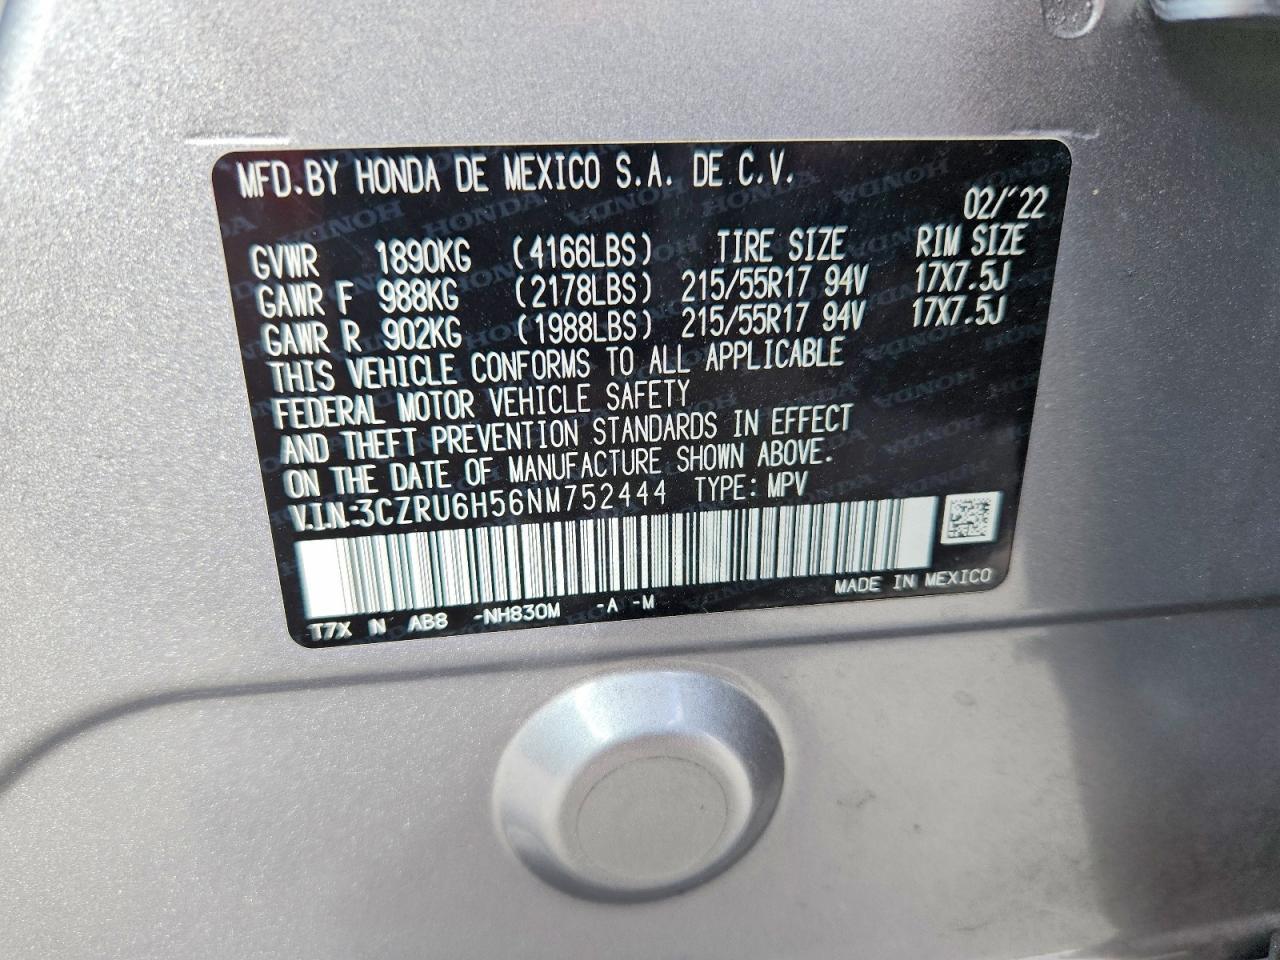 MFD.BY HONDA DE MEXICO S.A. DE C.V.
02/'22
GVWR 1890KG (4166LBS) TIRE SIZE RIM SIZE
GAWR F 988KG (2178LBS) 215/55R17 94V 17X7.5J
GAWR R 902KG (1988LBS) 215/55R17 94V 17X7.5J
THIS VEHICLE CONFORMS TO ALL APPLICABLE
FEDERAL MOTOR VEHICLE SAFETY
AND THEFT PREVENTION STANDARDS IN EFFECT
ON THE DATE OF MANUFACTURE SHOWN ABOVE.
V.I.N.:3CZRU6H56NM752444 TYPE: MPV
MADE IN MEXICO
T7X N AB8 -NH830M -A -M